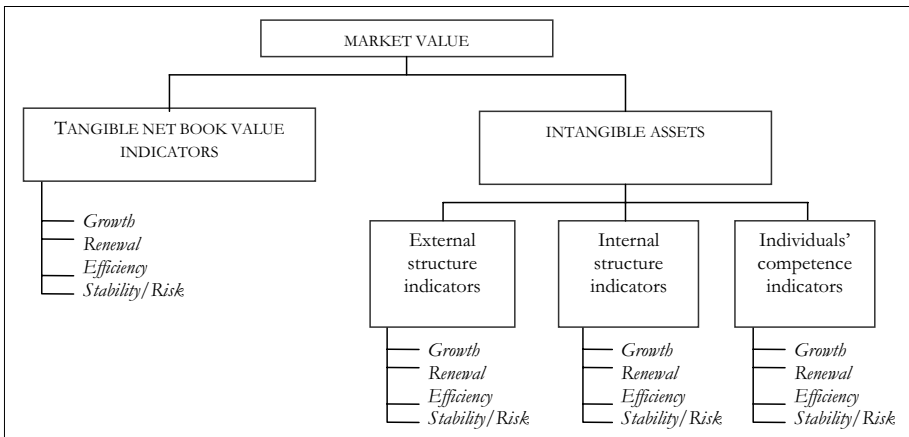 MARKET VALUE
TANGIBLE NET BOOK VALUE
INDICATORS
INTANGIBLE ASSETS
Growth
Renewal
Efficiency
Stability/Risk
External
structure
indicators
Internal
structure
indicators
Individuals'
competence
indicators
Growth
Renewal
Efficiency
Stability/Risk
Growth
Renewal
Efficiency
Stability/Risk
Growth
Renewal
Efficiency
Stability/Risk